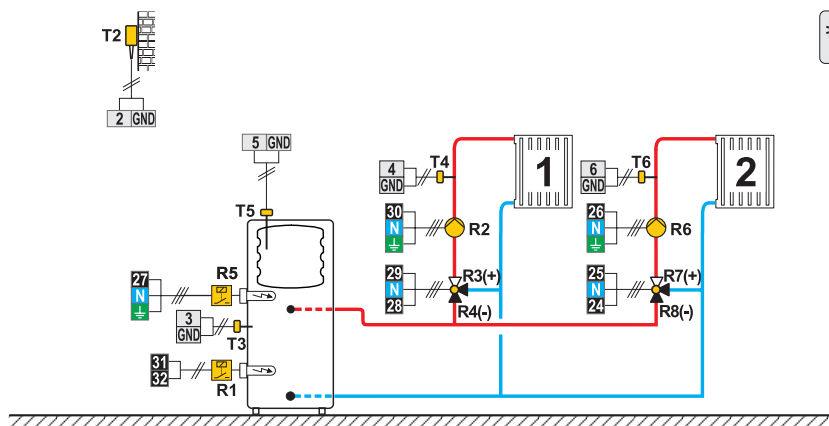 T2
2 GND
5 GND
T5
4
GND
T4
6
GND
T6
1
2
30
N
R2
26
N
R6
27
N
R5
29
N
28
R3(+)
R4(-)
25
N
24
R7(+)
R8(-)
3
GND
T3
31
32
R1